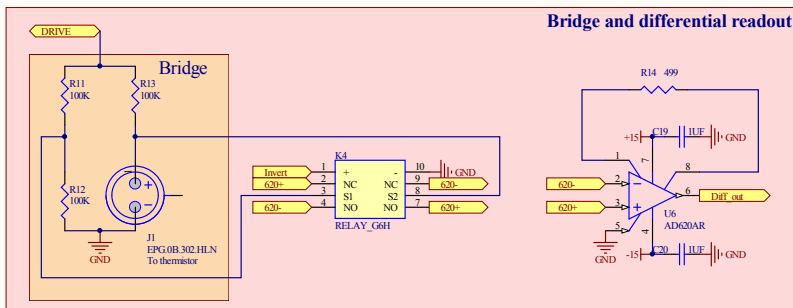 Bridge and differential readout
DRIVE
Bridge
R11
100K
R13
100K
R12
100K
GND
J1
EPG.0B.302.HLN
To thermistor
K4
Invert
620+
620-
1
2
3
4
+
NC
S1
NO
-
NC
S2
NO
10
9
8
7
GND
620-
620+
RELAY_G6H
R14 499
+15
C19
1UF
GND
1
7
8
620-
2
620+
3
6
Diff_out
5
4
U6
AD620AR
GND
-15
C20
1UF
GND